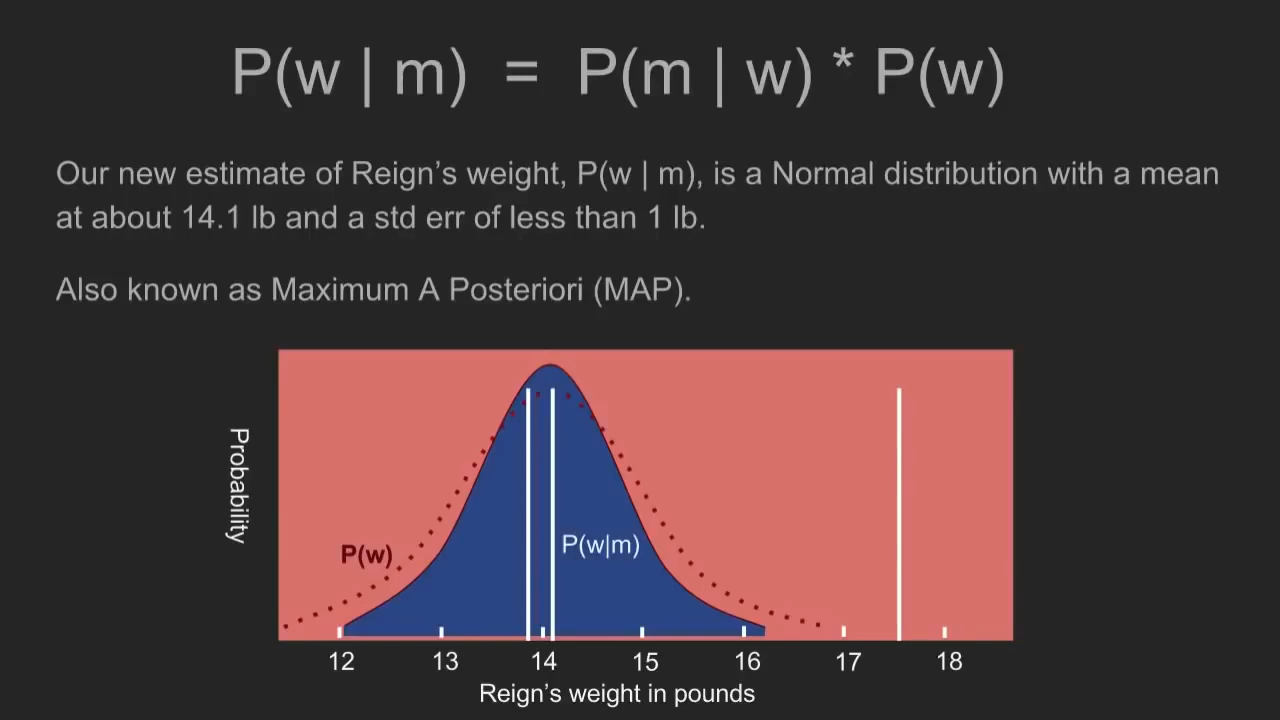 P(w | m) = P(m | w) * P(w)
Our new estimate of Reign’s weight, P(w | m), is a Normal distribution with a mean
at about 14.1 lb and a std err of less than 1 lb.
Also known as Maximum A Posteriori (MAP).
Probability
P(w)
P(w|m)
12 13 14 15 16 17 18
Reign’s weight in pounds